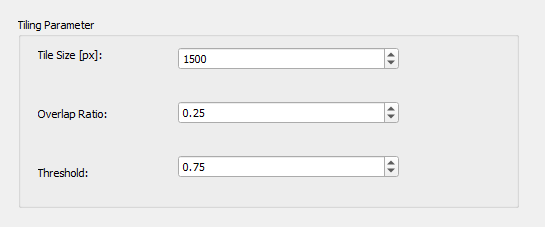 Tiling Parameter
Tile Size [px]: 1500
Overlap Ratio: 0.25
Threshold: 0.75